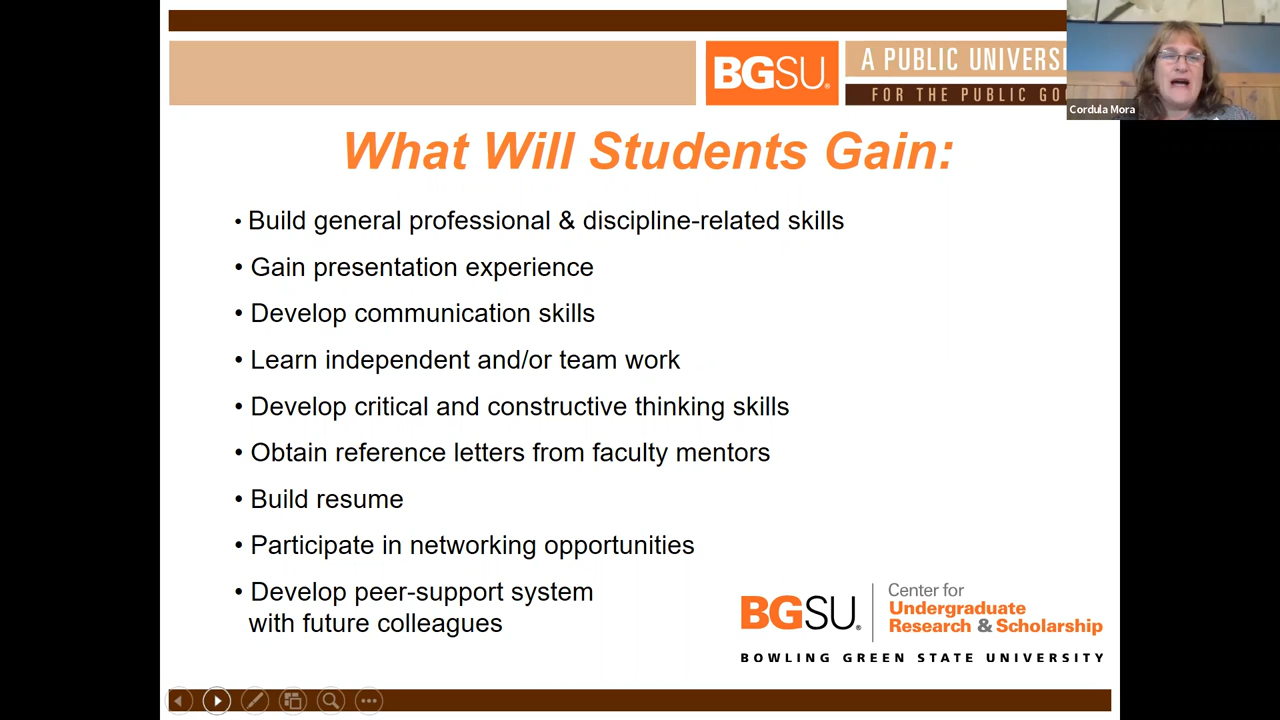 BGSU®
A PUBLIC UNIVERSI
FOR THE PUBLIC GO
Cordula Mora
What Will Students Gain:
• Build general professional & discipline-related skills
• Gain presentation experience
• Develop communication skills
• Learn independent and/or team work
• Develop critical and constructive thinking skills
• Obtain reference letters from faculty mentors
• Build resume
• Participate in networking opportunities
• Develop peer-support system
with future colleagues
BGSU®
Center for
Undergraduate
Research & Scholarship
BOWLING GREEN STATE UNIVERSITY